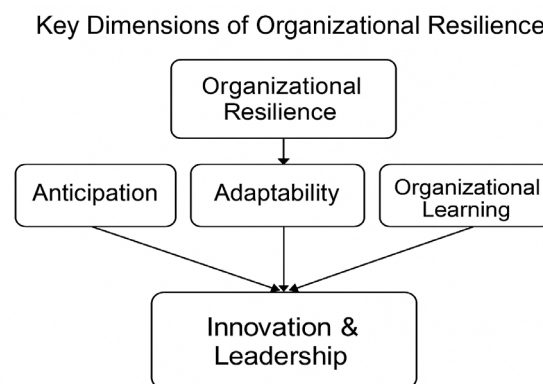 Key Dimensions of Organizational Resilience
Organizational
Resilience
Anticipation
Adaptability
Organizational
Learning
Innovation &
Leadership